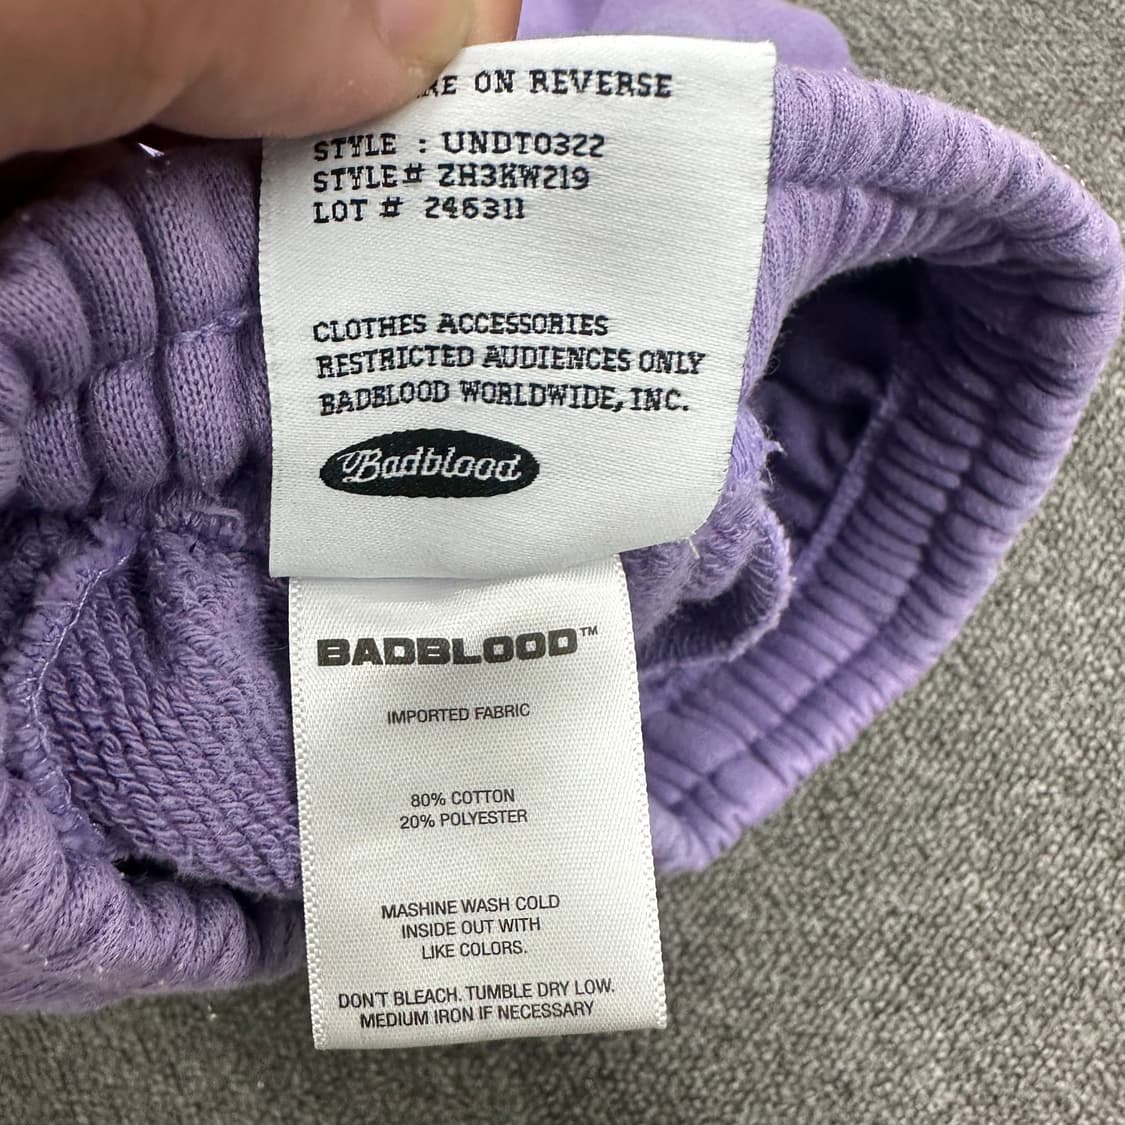 ON REVERSE
STYLE : UNDT0322
STYLE# ZH3KW219
LOT # 246311
CLOTHES ACCESSORIES
RESTRICTED AUDIENCES ONLY
BADBLOOD WORLDWIDE, INC.
Badblood
BADBLOOD™
IMPORTED FABRIC
80% COTTON
20% POLYESTER
MASHINE WASH COLD
INSIDE OUT WITH
LIKE COLORS.
DON'T BLEACH. TUMBLE DRY LOW.
MEDIUM IRON IF NECESSARY